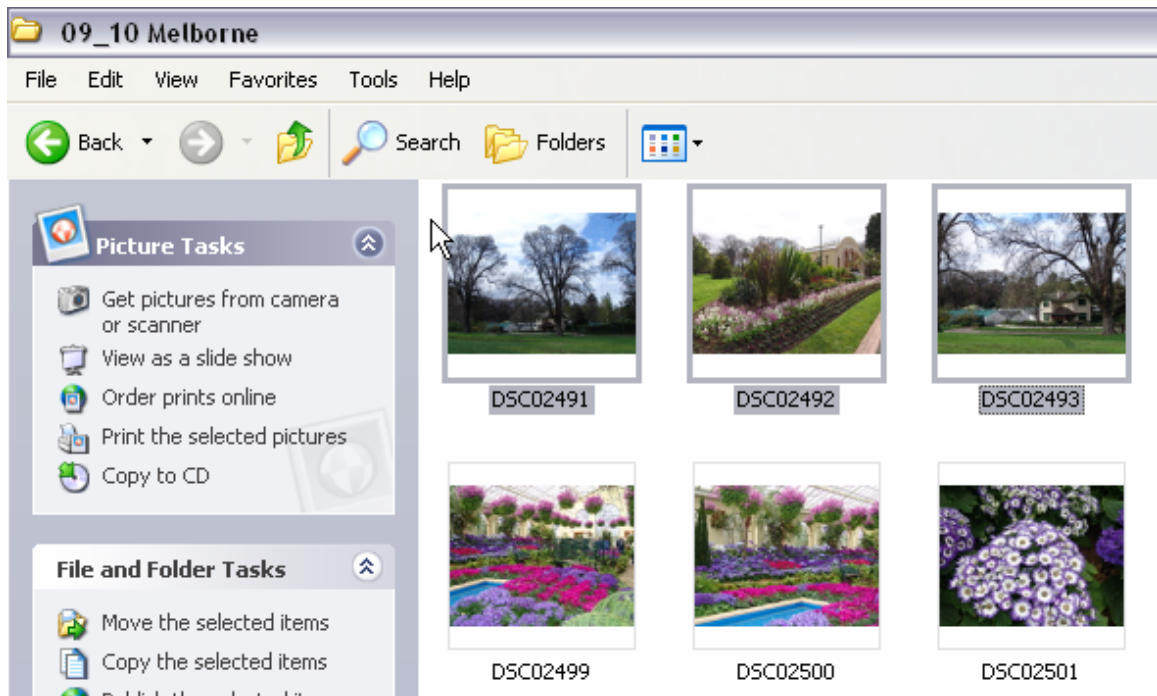 09_10 Melborne
File Edit View Favorites Tools Help
Back Search Folders
Picture Tasks
Get pictures from camera
or scanner
View as a slide show
Order prints online
Print the selected pictures
Copy to CD
File and Folder Tasks
Move the selected items
Copy the selected items
DSC02491 DSC02492 DSC02493
DSC02499 DSC02500 DSC02501